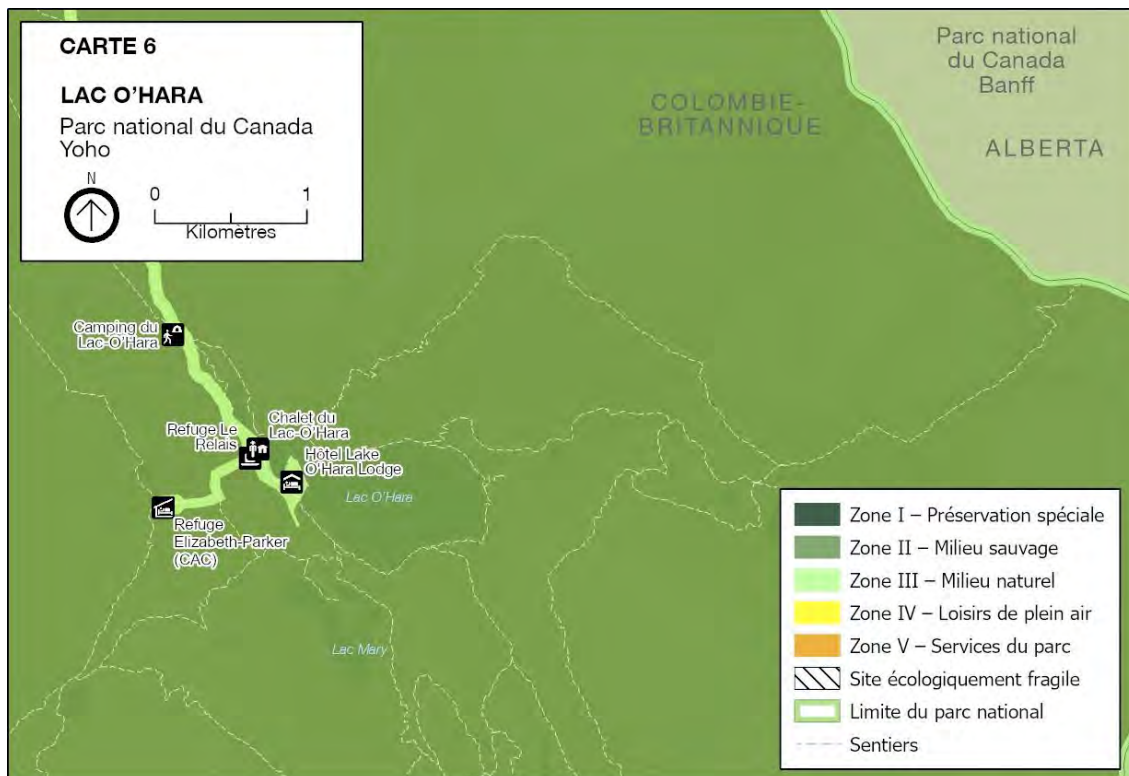 CARTE 6
LAC O'HARA
Parc national du Canada
Yoho
N
0 1
Kilomètres
Parc national
du Canada
Banff
COLOMBIE-
BRITANNIQUE
ALBERTA
Camping du
Lac-O'Hara
Chalet du
Lac-O'Hara
Refuge Le
Relais
Hôtel Lake
O'Hara Lodge
Lac O'Hara
Refuge
Elizabeth-Parker
(CAC)
Lac Mary
Zone I – Préservation spéciale
Zone II – Milieu sauvage
Zone III – Milieu naturel
Zone IV – Loisirs de plein air
Zone V – Services du parc
Site écologiquement fragile
Limite du parc national
Sentiers